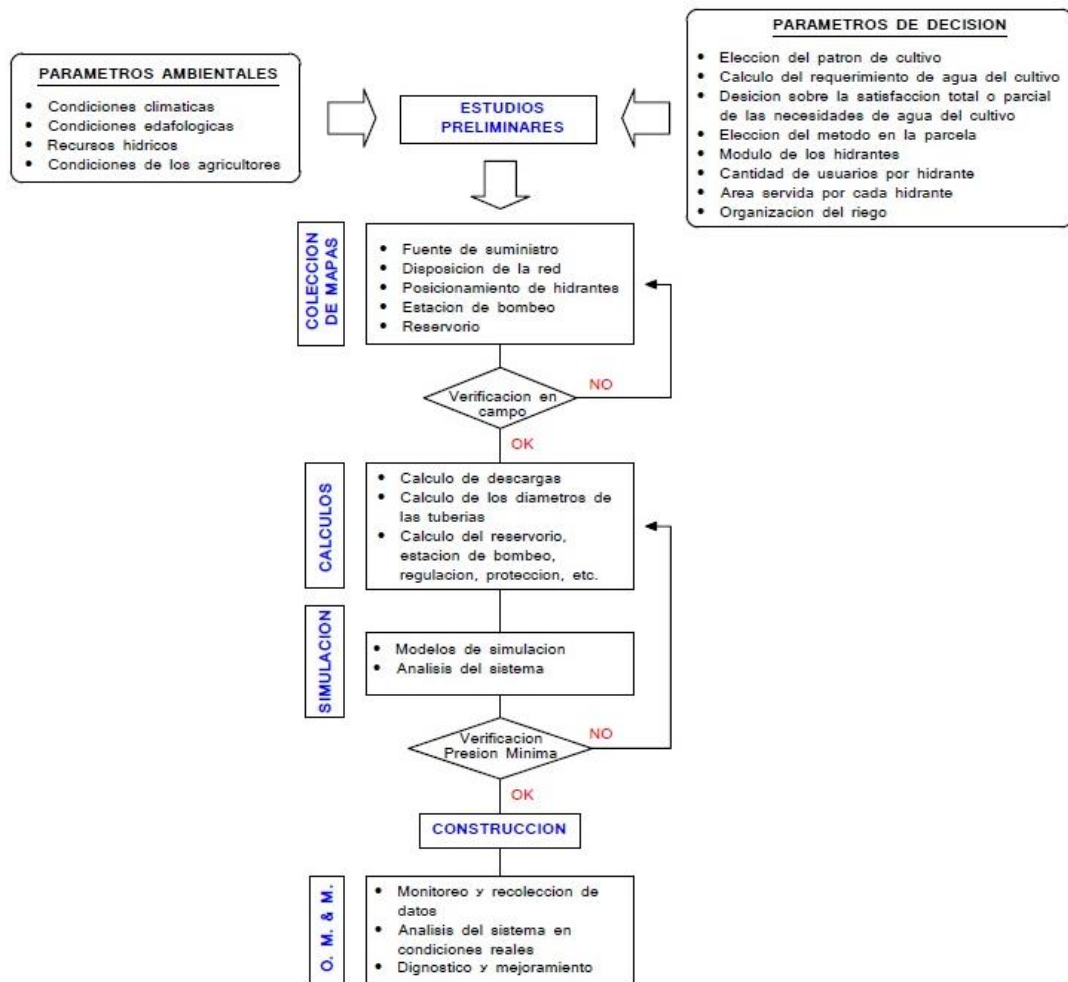 PARAMETROS AMBIENTALES
• Condiciones climaticas
• Condiciones edafologicas
• Recursos hidricos
• Condiciones de los agricultores
ESTUDIOS
PRELIMINARES
PARAMETROS DE DECISION
• Eleccion del patron de cultivo
• Calculo del requerimiento de agua del cultivo
• Desicion sobre la satisfaccion total o parcial
de las necesidades de agua del cultivo
• Eleccion del metodo en la parcela
• Modulo de los hidrantes
• Cantidad de usuarios por hidrante
• Area servida por cada hidrante
• Organizacion del riego
COLECCION
DE MAPAS
• Fuente de suministro
• Disposicion de la red
• Posicionamiento de hidrantes
• Estacion de bombeo
• Reservorio
Verificacion en
campo
NO
OK
CALCULOS
• Calculo de descargas
• Calculo de los diametros de
las tuberias
• Calculo del reservorio,
estacion de bombeo,
regulacion, proteccion, etc.
SIMULACION
• Modelos de simulacion
• Analisis del sistema
Verificacion
Presion Minima
NO
OK
CONSTRUCCION
O. M. & M.
• Monitoreo y recoleccion de
datos
• Analisis del sistema en
condiciones reales
• Dignostico y mejoramiento